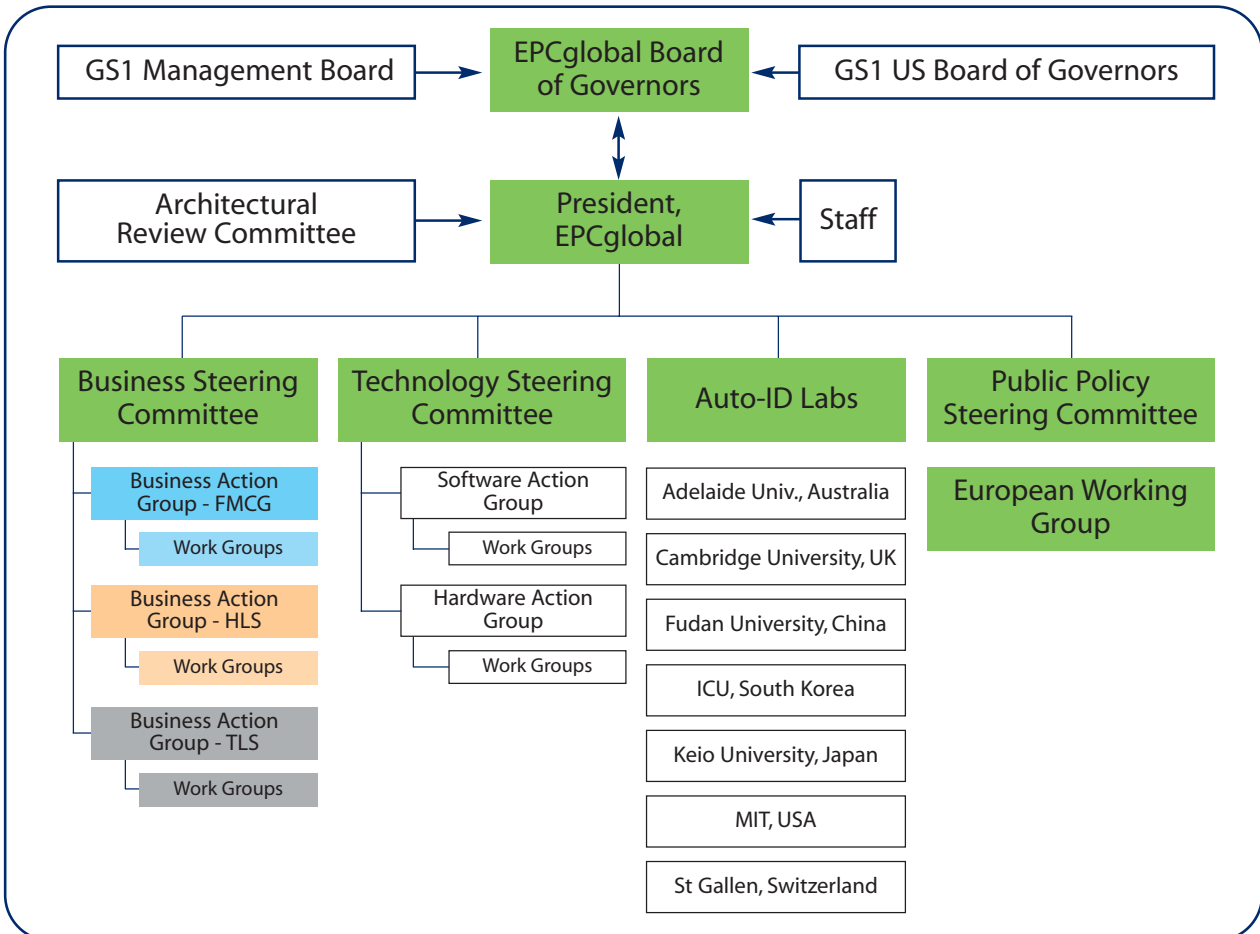 GS1 Management Board
EPCglobal Board
of Governors
GS1 US Board of Governors
Architectural
Review Committee
President,
EPCglobal
Staff
Business Steering
Committee
Technology Steering
Committee
Auto-ID Labs
Public Policy
Steering Committee
Business Action
Group - FMCG
Work Groups
Business Action
Group - HLS
Work Groups
Business Action
Group - TLS
Work Groups
Software Action
Group
Work Groups
Hardware Action
Group
Work Groups
Adelaide Univ., Australia
Cambridge University, UK
Fudan University, China
ICU, South Korea
Keio University, Japan
MIT, USA
St Gallen, Switzerland
European Working
Group